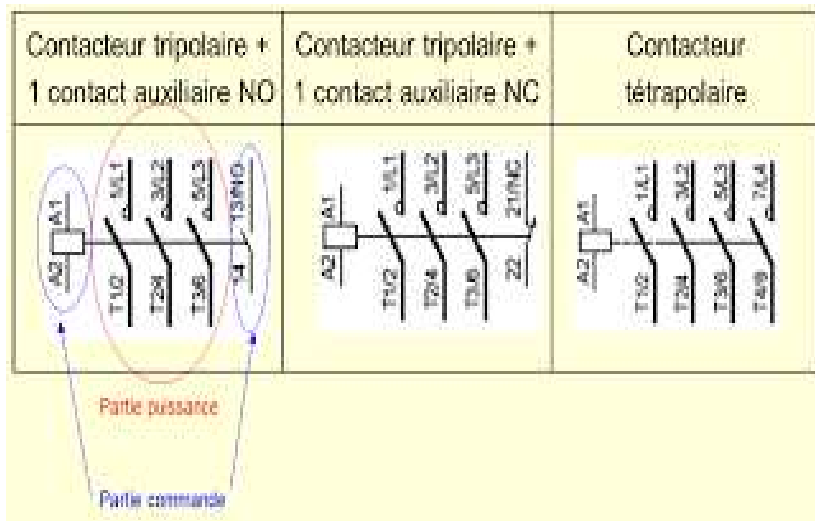 Contacteur tripolaire +
1 contact auxiliaire NO
Contacteur tripolaire +
1 contact auxiliaire NC
Contacteur
tétrapolaire
A1
A2
1/L1
3/L2
5/L3
13/NO
T1/2
T2/4
T3/6
14
A1
A2
1/L1
3/L2
5/L3
21/NC
T1/2
T2/4
T3/6
22
A1
A2
1/L1
3/L2
5/L3
7/L4
T1/2
T2/4
T3/6
T4/8
Partie puissance
Partie commande